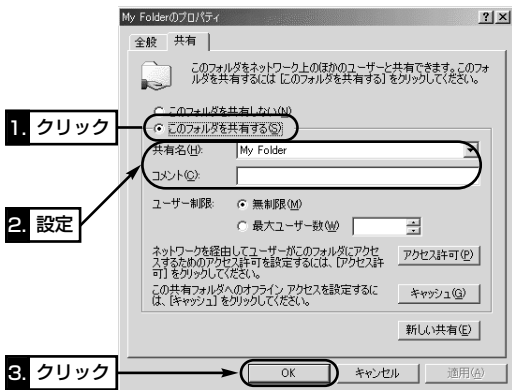 My Folderのプロパティ
全般 共有
このフォルダをネットワーク上のほかのユーザーと共有できます。このフォ
ルダを共有するには [このフォルダを共有する] をクリックしてください。
このフォルダを共有しない(N)
1. クリック
このフォルダを共有する(S)
共有名(H): My Folder
コメント(C):
2. 設定
ユーザー制限: 無制限(M)
最大ユーザー数(W)
ネットワークを経由してユーザーがこのフォルダにアクセ
スするためのアクセス許可を設定するには、[アクセス許
可] をクリックしてください。
アクセス許可(P)
この共有フォルダへのオフライン アクセスを設定するに
は、[キャッシュ] をクリックしてください。
キャッシュ(G)
新しい共有(E)
3. クリック
OK キャンセル 適用(A)